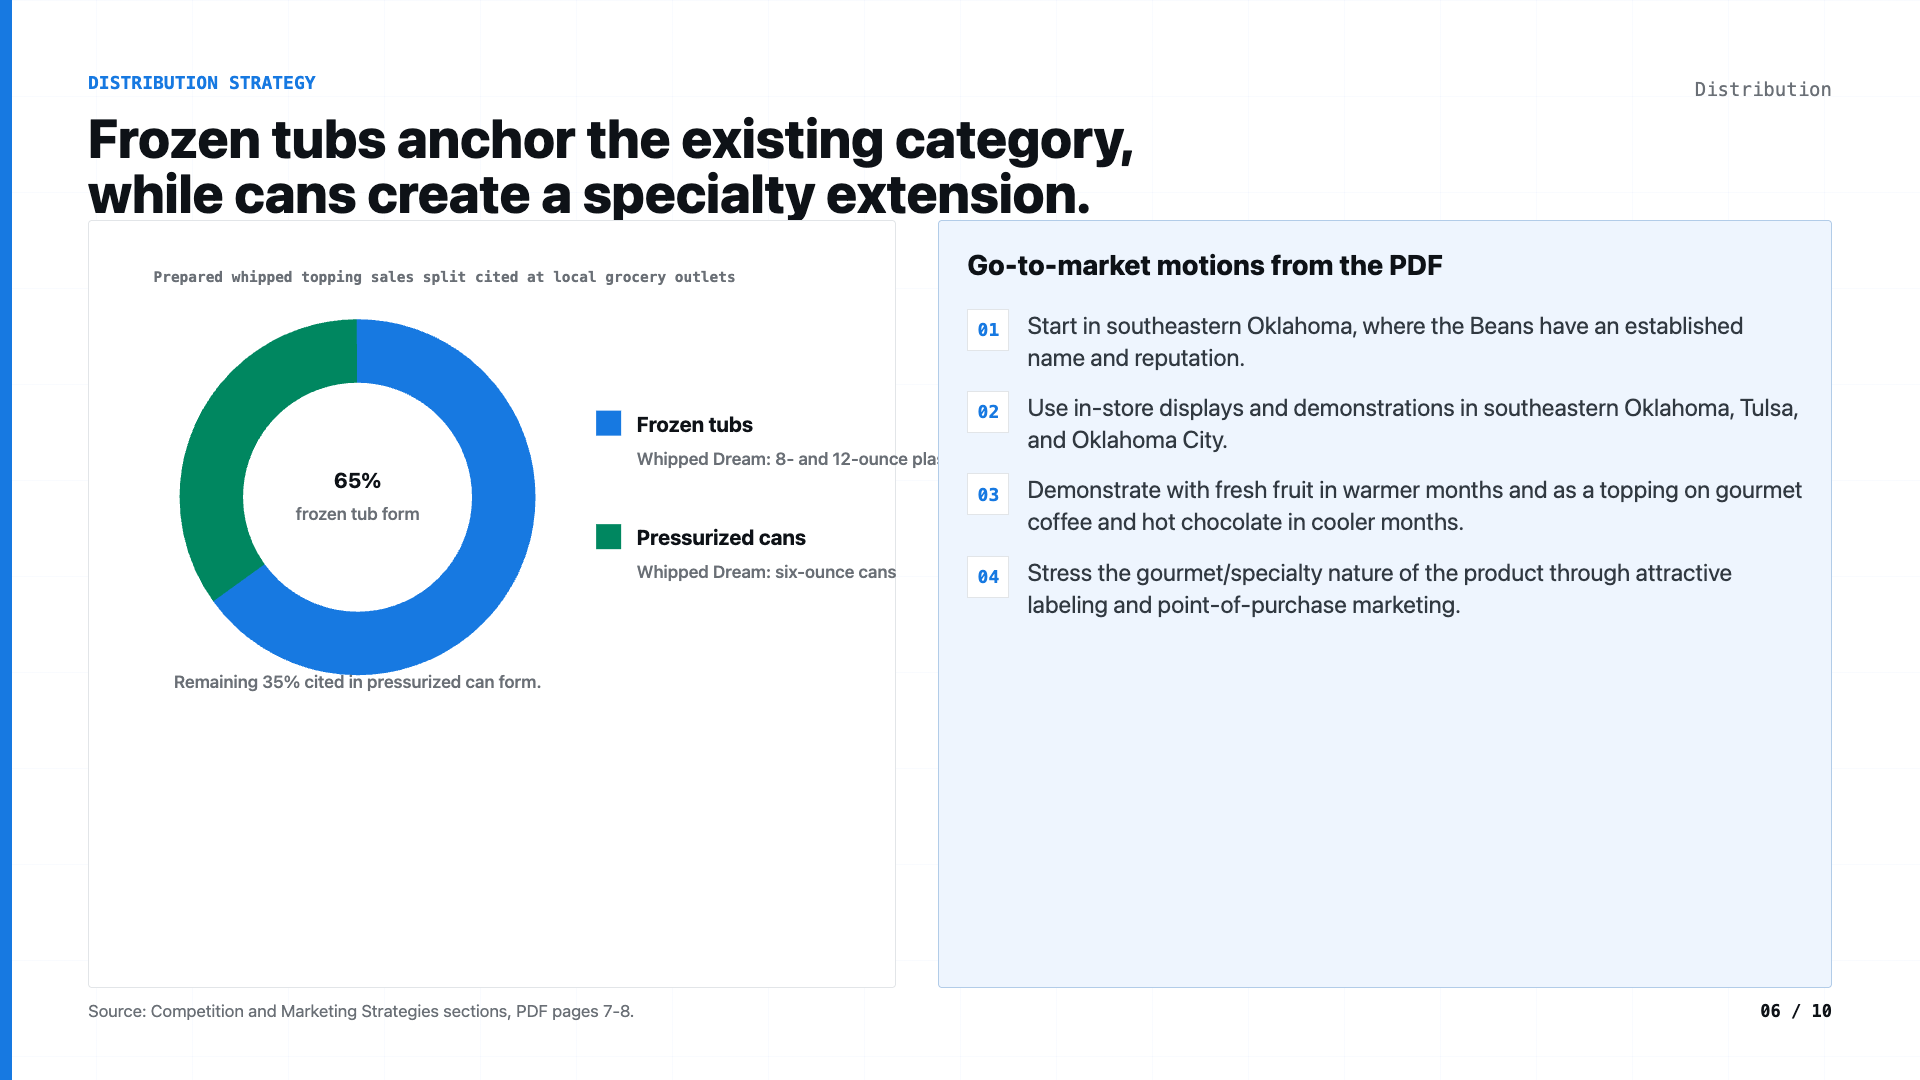 DISTRIBUTION STRATEGY
Distribution
Frozen tubs anchor the existing category,
while cans create a specialty extension.
Prepared whipped topping sales split cited at local grocery outlets
65%
frozen tub form
Frozen tubs
Whipped Dream: 8- and 12-ounce
Pressurized cans
Whipped Dream: six-ounce cans
Remaining 35% cited in pressurized can form.
Go-to-market motions from the PDF
01 Start in southeastern Oklahoma, where the Beans have an established
name and reputation.
02 Use in-store displays and demonstrations in southeastern Oklahoma, Tulsa,
and Oklahoma City.
03 Demonstrate with fresh fruit in warmer months and as a topping on gourmet
coffee and hot chocolate in cooler months.
04 Stress the gourmet/specialty nature of the product through attractive
labeling and point-of-purchase marketing.
Source: Competition and Marketing Strategies sections, PDF pages 7-8.
06 / 10